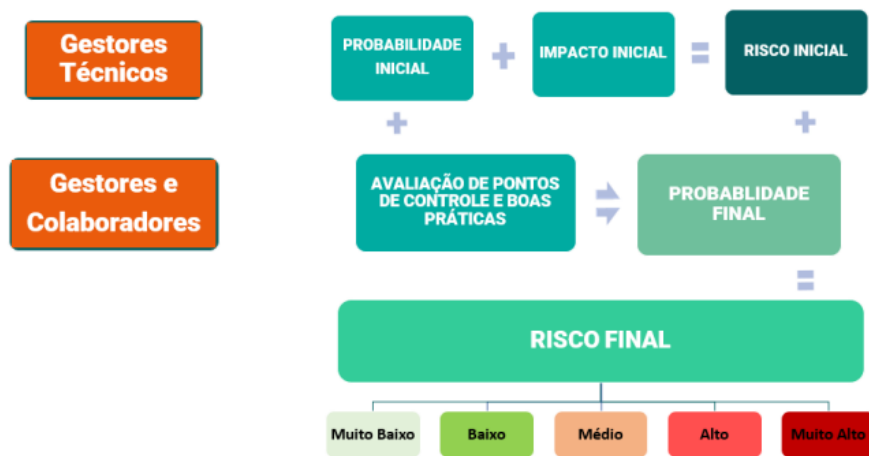 Gestores
Técnicos
PROBABILIDADE
INICIAL
+
IMPACTO INICIAL
=
RISCO INICIAL
+
+
Gestores e
Colaboradores
AVALIAÇÃO DE PONTOS
DE CONTROLE E BOAS
PRÁTICAS
PROBABLIDADE
FINAL
=
RISCO FINAL
Muito Baixo
Baixo
Médio
Alto
Muito Alto